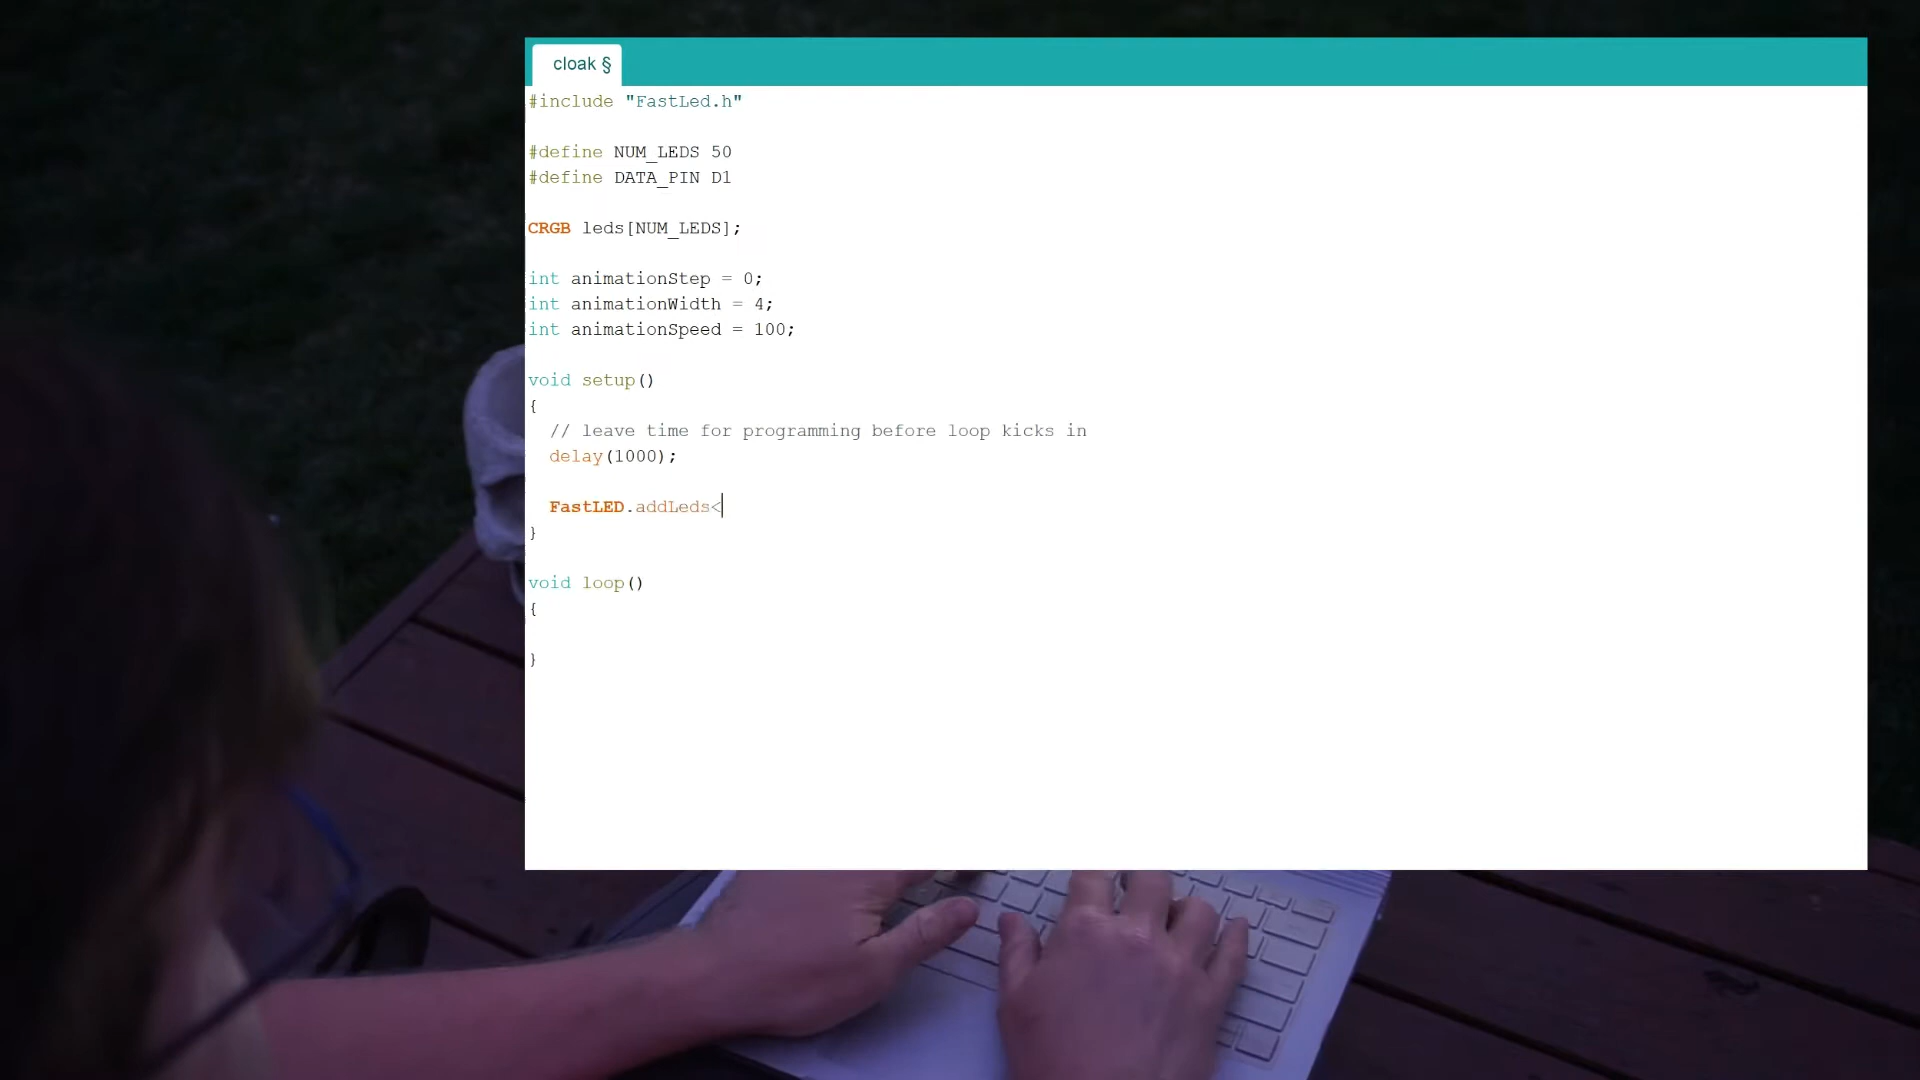 cloak §
#include "FastLed.h"
#define NUM_LEDS 50
#define DATA_PIN D1
CRGB leds[NUM_LEDS];
int animationStep = 0;
int animationWidth = 4;
int animationSpeed = 100;
void setup()
{
// leave time for programming before loop kicks in
delay(1000);
FastLED.addLeds<
}
void loop()
{
}